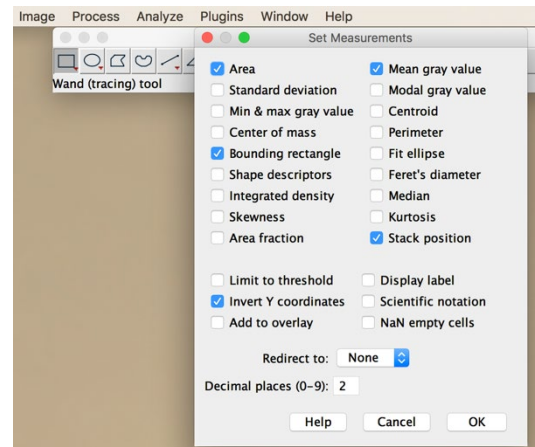 Image Process Analyze Plugins Window Help
Set Measurements
Wand (tracing) tool
Area Mean gray value
Standard deviation Modal gray value
Min & max gray value Centroid
Center of mass Perimeter
Bounding rectangle Fit ellipse
Shape descriptors Feret's diameter
Integrated density Median
Skewness Kurtosis
Area fraction Stack position
Limit to threshold Display label
Invert Y coordinates Scientific notation
Add to overlay NaN empty cells
Redirect to: None
Decimal places (0-9): 2
Help Cancel OK